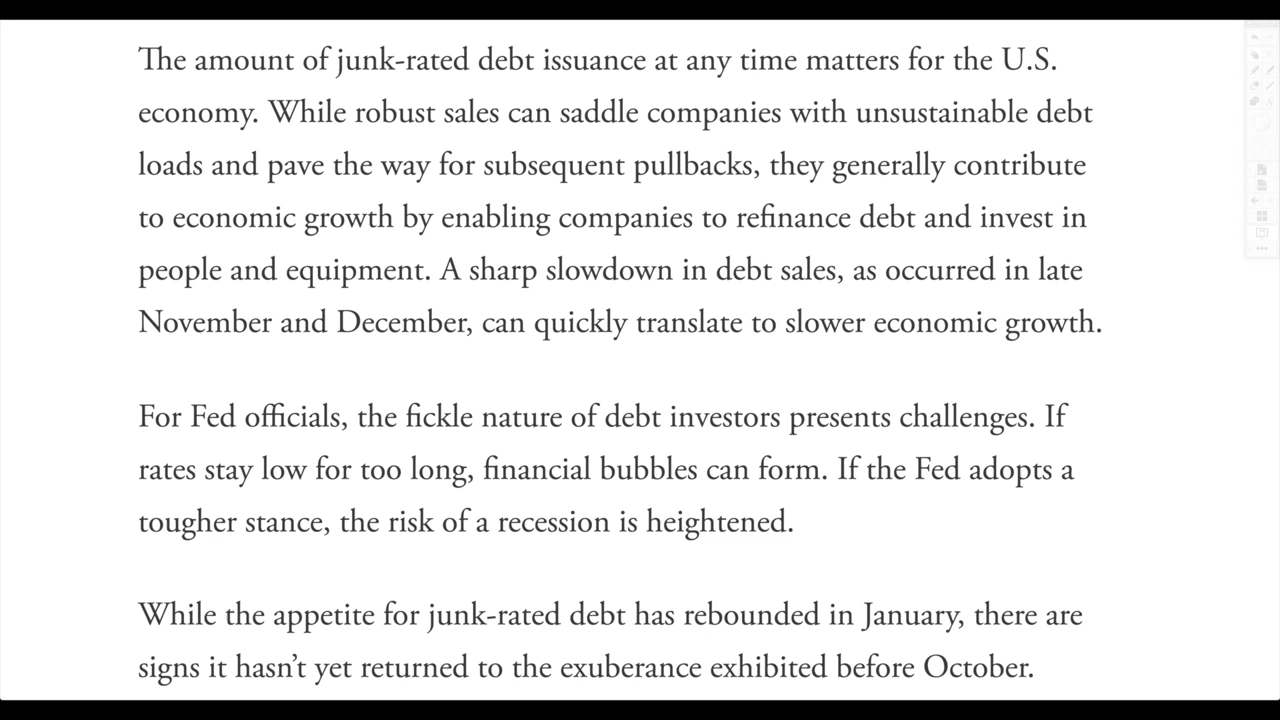 The amount of junk-rated debt issuance at any time matters for the U.S.
economy. While robust sales can saddle companies with unsustainable debt
loads and pave the way for subsequent pullbacks, they generally contribute
to economic growth by enabling companies to refinance debt and invest in
people and equipment. A sharp slowdown in debt sales, as occurred in late
November and December, can quickly translate to slower economic growth.
For Fed officials, the fickle nature of debt investors presents challenges. If
rates stay low for too long, financial bubbles can form. If the Fed adopts a
tougher stance, the risk of a recession is heightened.
While the appetite for junk-rated debt has rebounded in January, there are
signs it hasn’t yet returned to the exuberance exhibited before October.